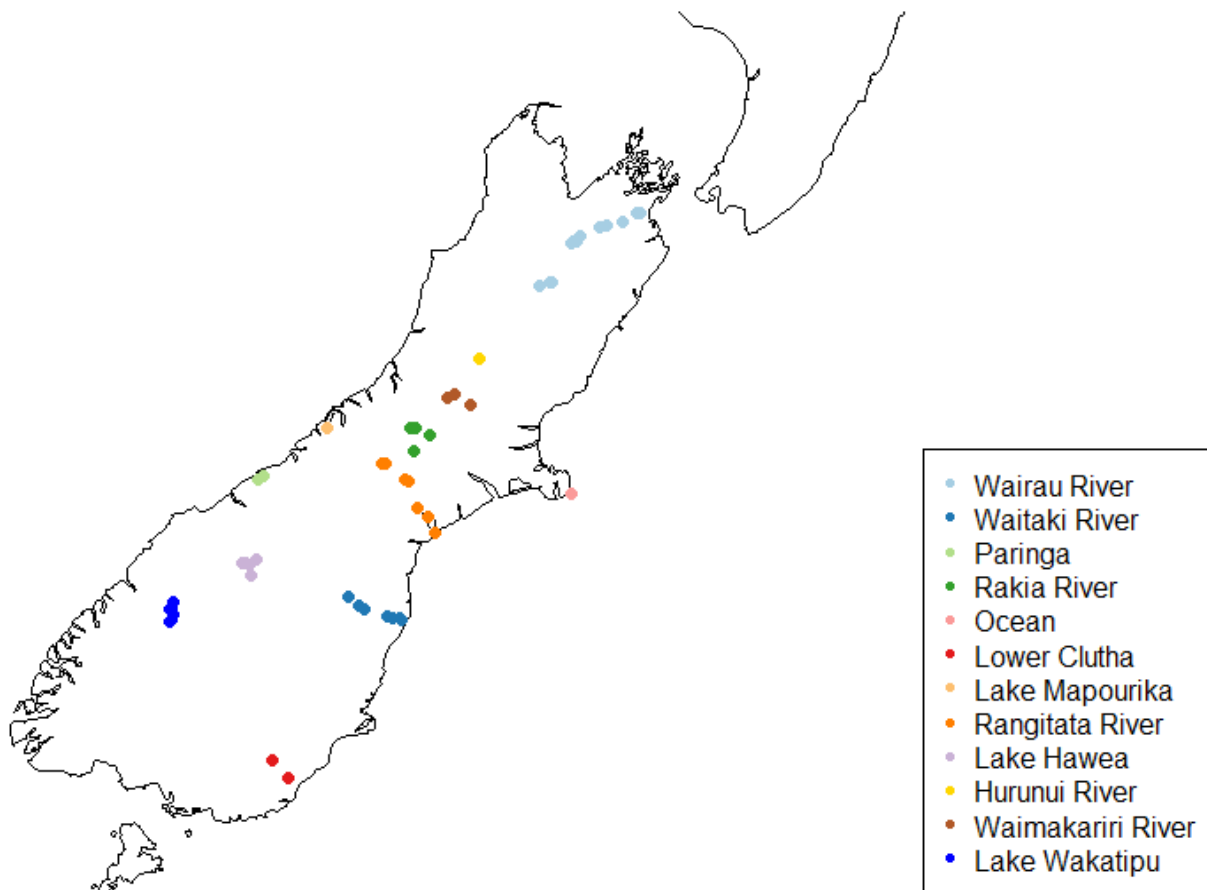 Wairau River
Waitaki River
Paringa
Rakia River
Ocean
Lower Clutha
Lake Mapourika
Rangitata River
Lake Hawea
Hurunui River
Waimakariri River
Lake Wakatipu